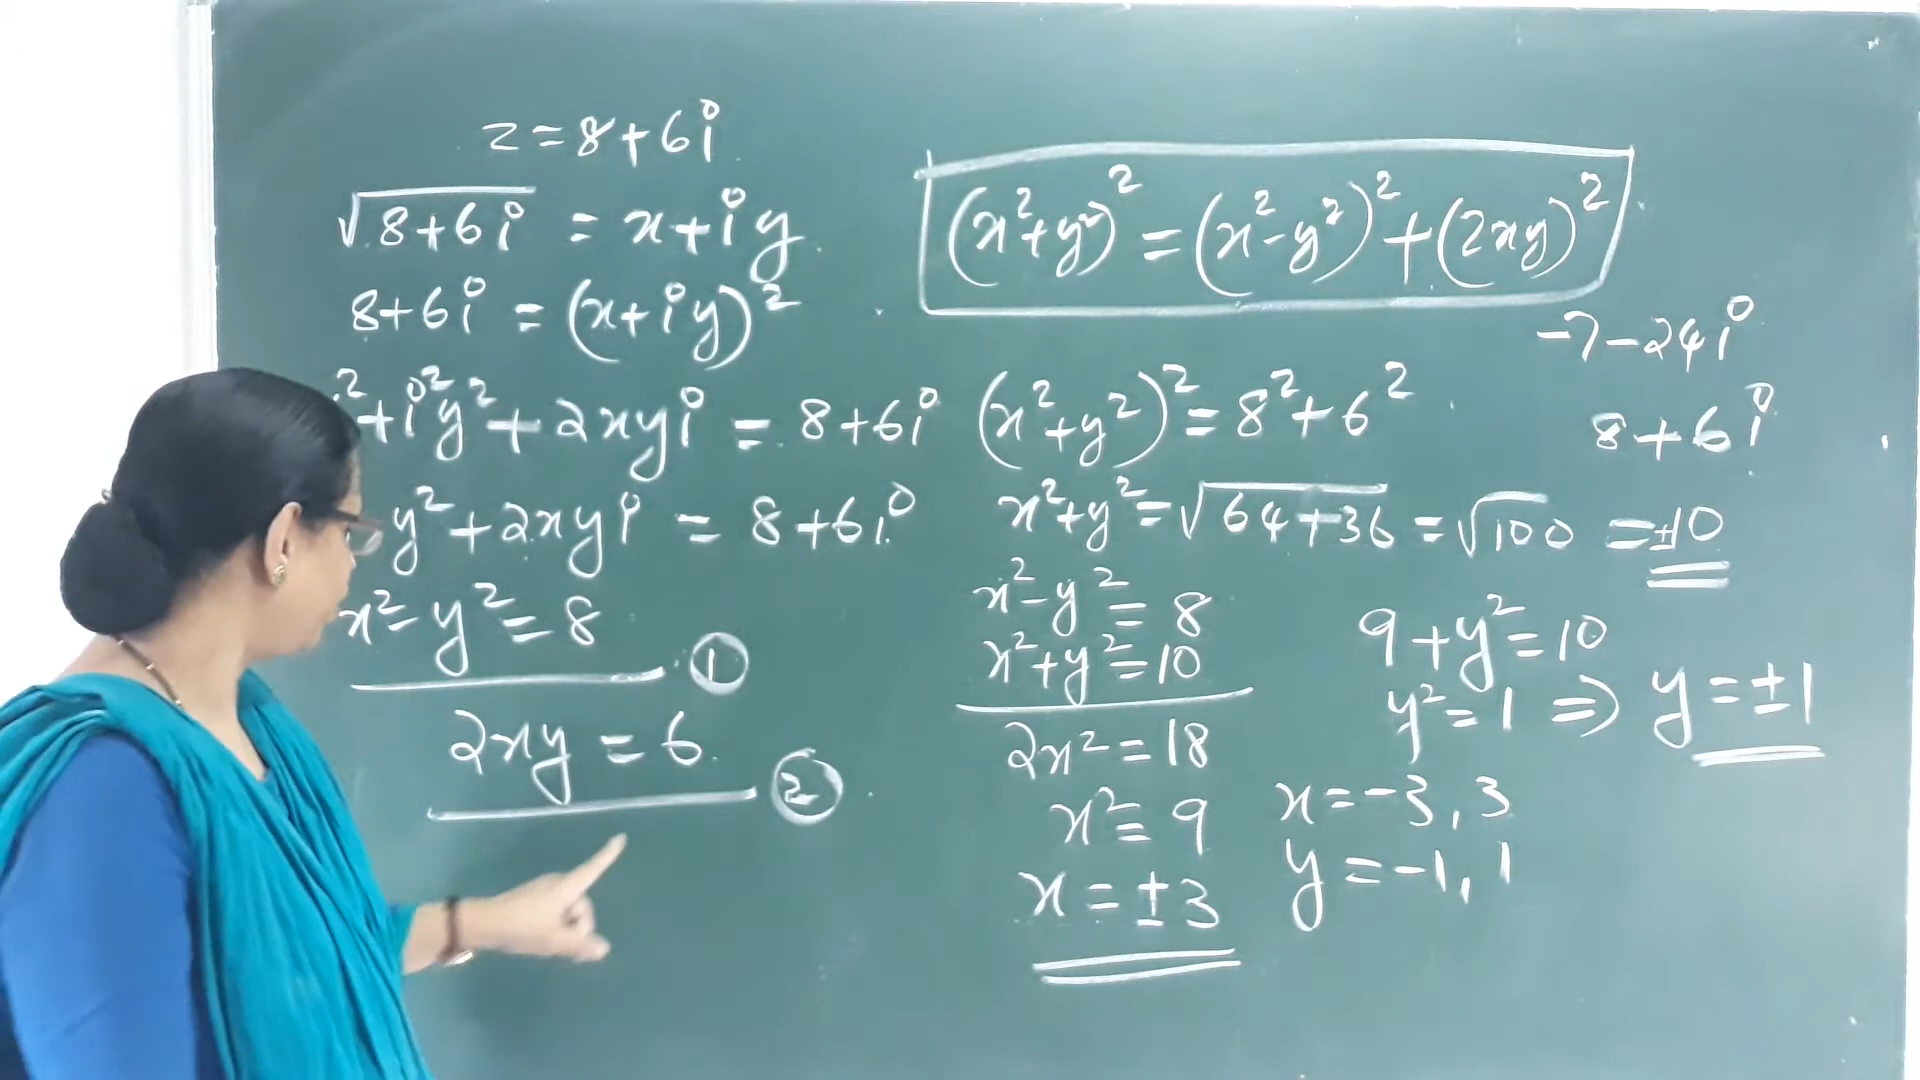 z = 8 + 6i
√8+6i = x + iy
8 + 6i = (x + iy)²
² + i²y² + 2xyi = 8 + 6i
y² + 2xyi = 8 + 6i
x² - y² = 8
①
2xy = 6
②
(x² + y²)² = (x² - y²)² + (2xy)²
-7 - 24i
(x² + y²)² = 8² + 6²
8 + 6i
x² + y² = √64 + 36 = √100 = ±10
x² - y² = 8
x² + y² = 10
2x² = 18
x² = 9
x = ±3
9 + y² = 10
y² = 1 ⇒ y = ±1
x = -3, 3
y = -1, 1